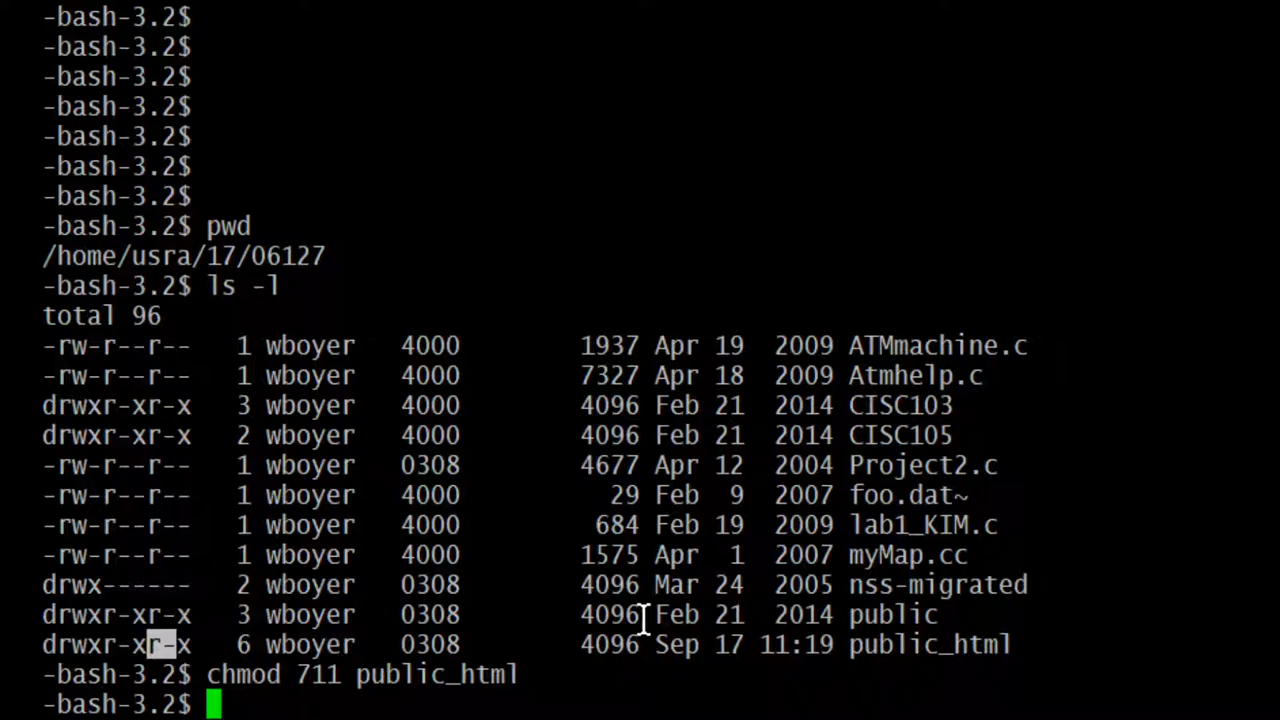 -bash-3.2$
-bash-3.2$
-bash-3.2$
-bash-3.2$
-bash-3.2$
-bash-3.2$
-bash-3.2$
-bash-3.2$ pwd
/home/usra/17/06127
-bash-3.2$ ls -l
total 96
-rw-r--r-- 1 wboyer 4000 1937 Apr 19 2009 ATMmachine.c
-rw-r--r-- 1 wboyer 4000 7327 Apr 18 2009 Atmhelp.c
drwxr-xr-x 3 wboyer 4000 4096 Feb 21 2014 CISC103
drwxr-xr-x 2 wboyer 4000 4096 Feb 21 2014 CISC105
-rw-r--r-- 1 wboyer 0308 4677 Apr 12 2004 Project2.c
-rw-r--r-- 1 wboyer 4000 29 Feb 9 2007 foo.dat~
-rw-r--r-- 1 wboyer 4000 684 Feb 19 2009 lab1_KIM.c
-rw-r--r-- 1 wboyer 4000 1575 Apr 1 2007 myMap.cc
drwx------ 2 wboyer 0308 4096 Mar 24 2005 nss-migrated
drwxr-xr-x 3 wboyer 0308 4096 Feb 21 2014 public
drwxr-xr-x 6 wboyer 0308 4096 Sep 17 11:19 public_html
-bash-3.2$ chmod 711 public_html
-bash-3.2$